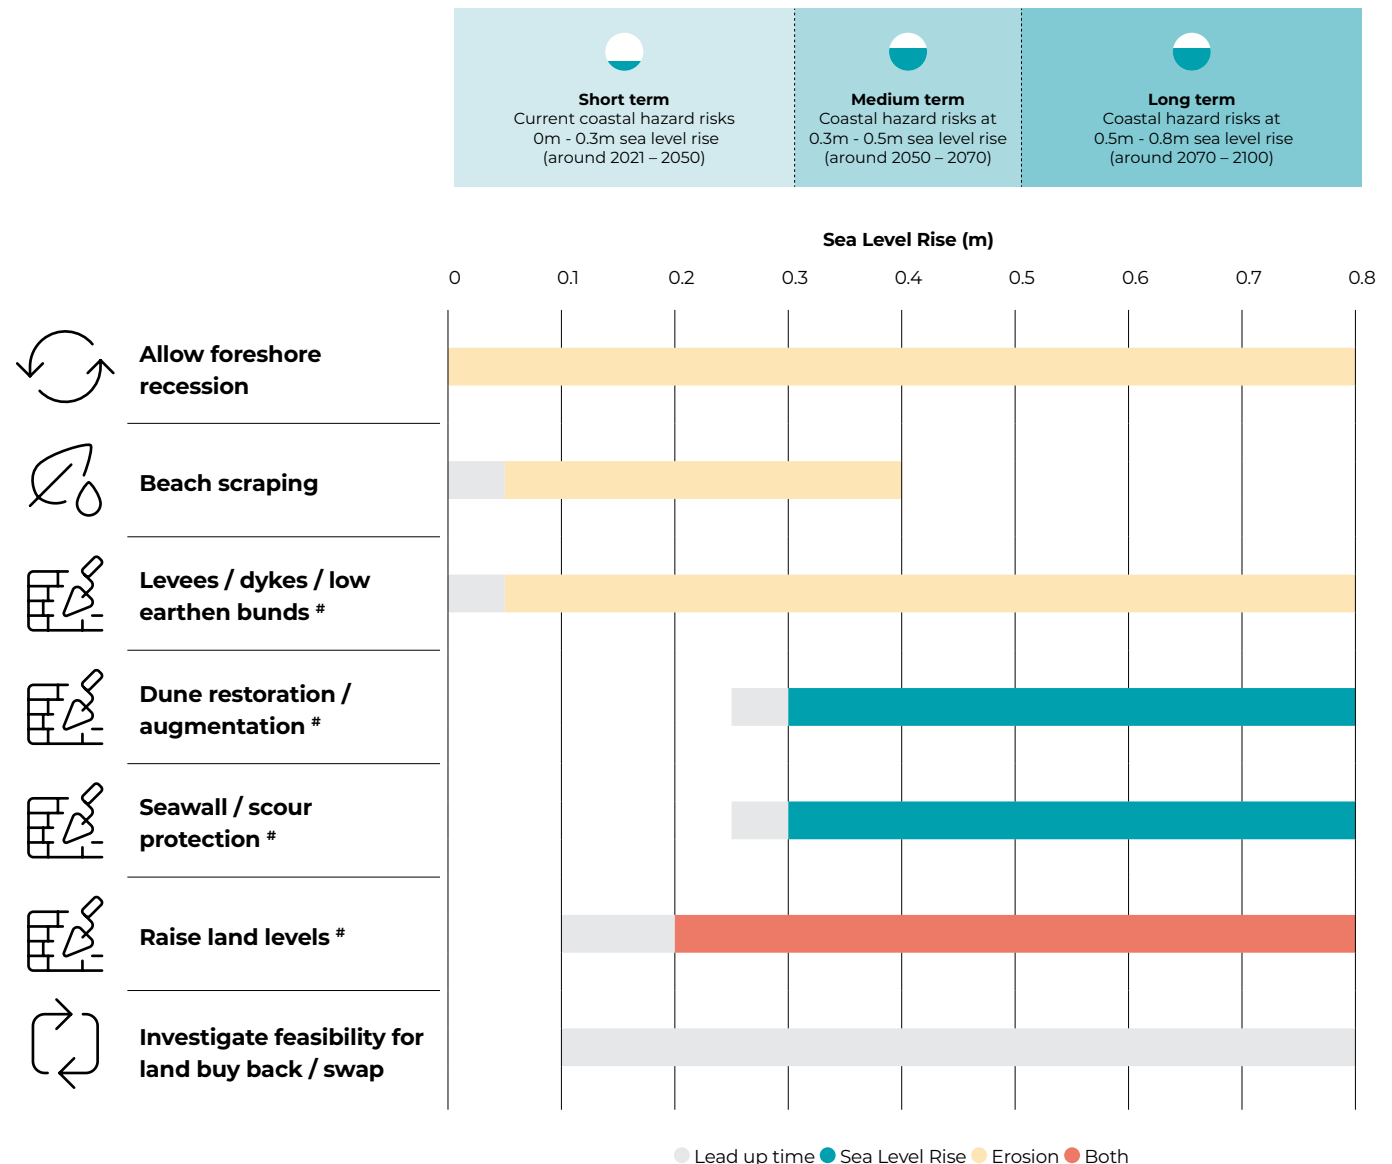 Short term
Current coastal hazard risks
0m - 0.3m sea level rise
(around 2021 – 2050)
Medium term
Coastal hazard risks at
0.3m - 0.5m sea level rise
(around 2050 – 2070)
Long term
Coastal hazard risks at
0.5m - 0.8m sea level rise
(around 2070 – 2100)
Sea Level Rise (m)
0 0.1 0.2 0.3 0.4 0.5 0.6 0.7 0.8
Allow foreshore
recession
Beach scraping
Levees / dykes / low
earthen bunds #
Dune restoration /
augmentation #
Seawall / scour
protection #
Raise land levels #
Investigate feasibility for
land buy back / swap
Lead up time Sea Level Rise Erosion Both